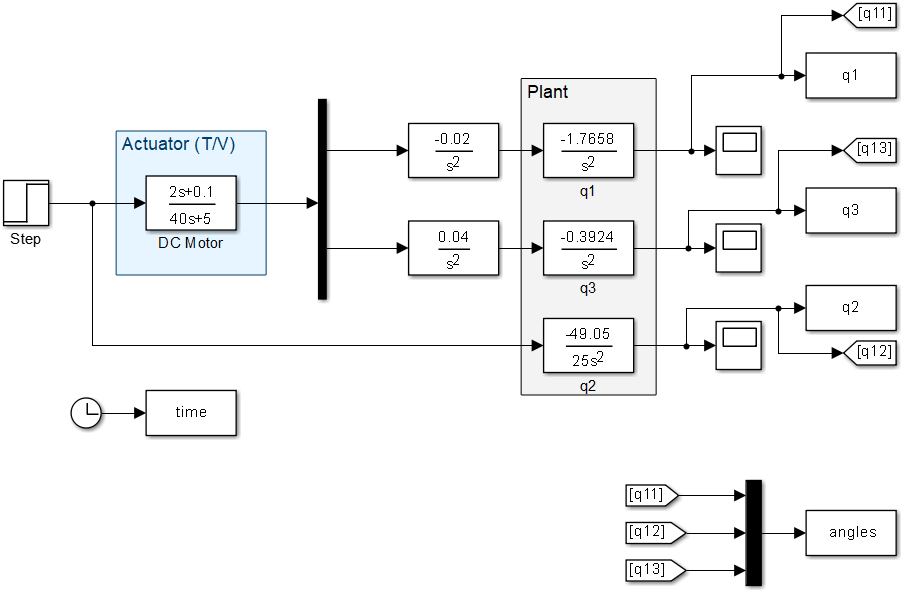 [q11]
q1
Plant
Actuator (T/V)
-0.02
s2
-1.7658
s2
q1
[q13]
q3
2s+0.1
40s+5
DC Motor
Step
0.04
s2
-0.3924
s2
q3
q2
[q12]
-49.05
25s2
q2
time
[q11]
[q12]
[q13]
angles